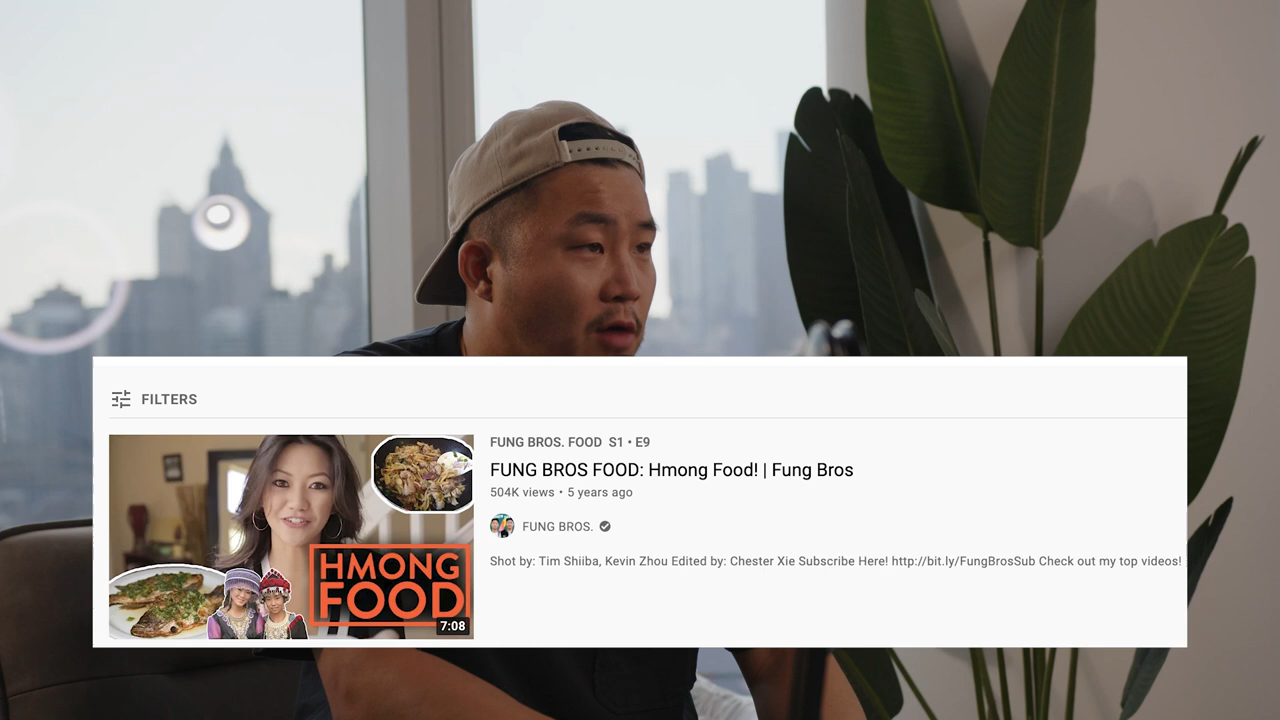 FILTERS
FUNG BROS. FOOD S1 • E9
FUNG BROS FOOD: Hmong Food! | Fung Bros
504K views • 5 years ago
FUNG BROS.
Shot by: Tim Shiiba, Kevin Zhou Edited by: Chester Xie Subscribe Here! http://bit.ly/FungBrosSub Check out my top videos!
HMONG
FOOD
7:08